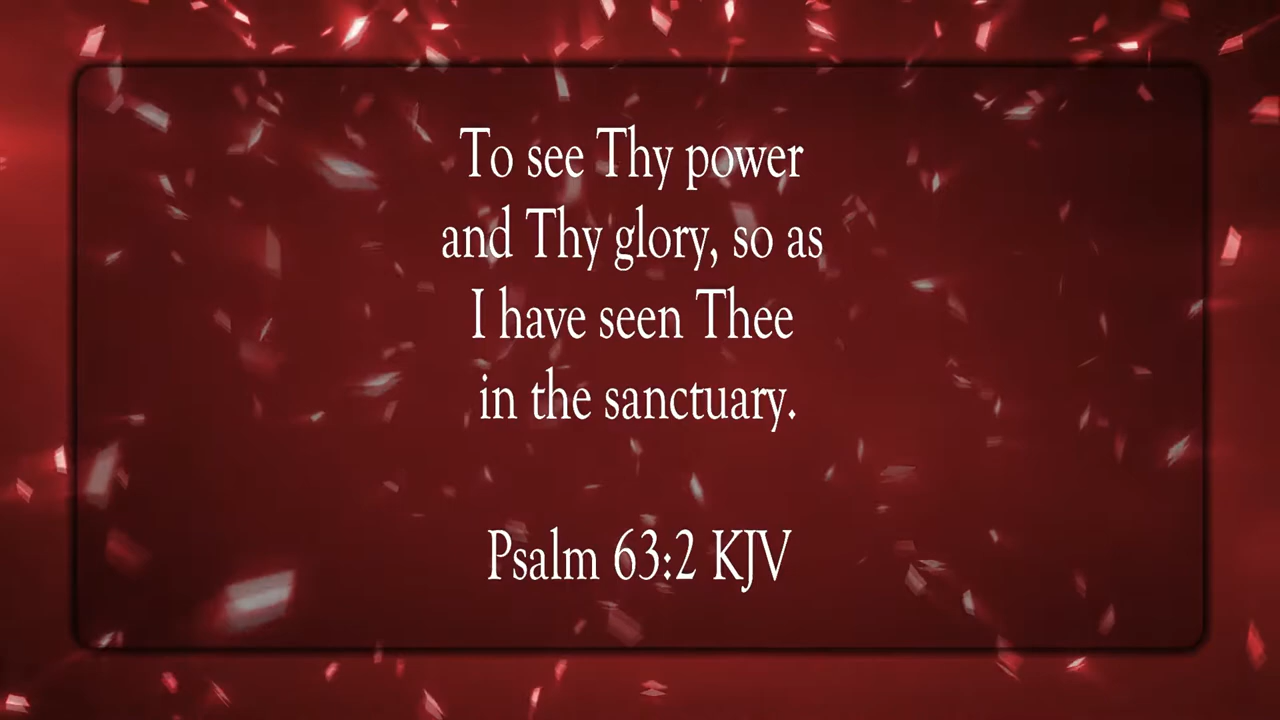 To see Thy power
and Thy glory, so as
I have seen Thee
in the sanctuary.
Psalm 63:2 KJV